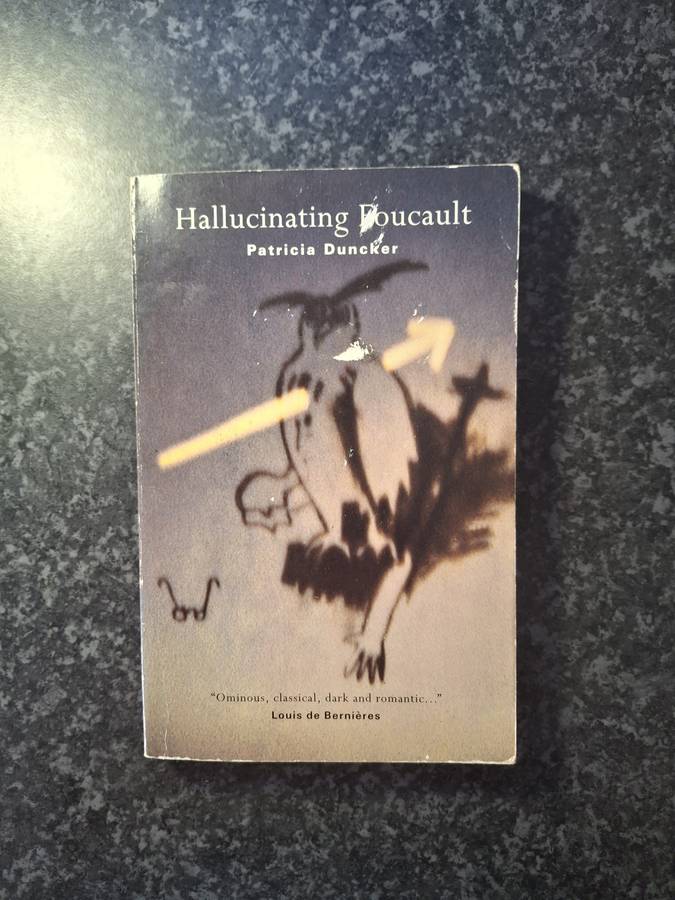 Hallucinating Foucault
Patricia Duncker
“Ominous, classical, dark and romantic...”
Louis de Bernières